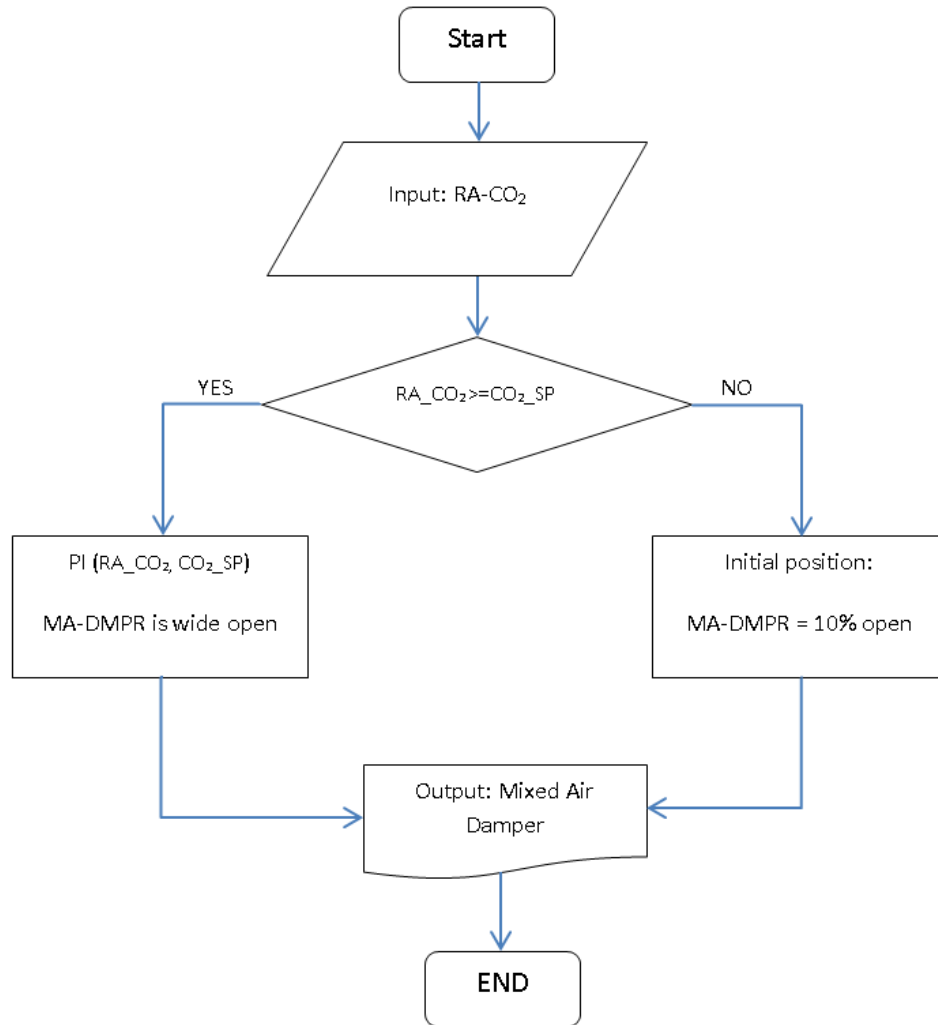 Start
Input: RA-CO₂
RA_CO₂>=CO₂_SP
YES
NO
PI (RA_CO₂, CO₂_SP)
MA-DMPR is wide open
Initial position:
MA-DMPR = 10% open
Output: Mixed Air
Damper
END